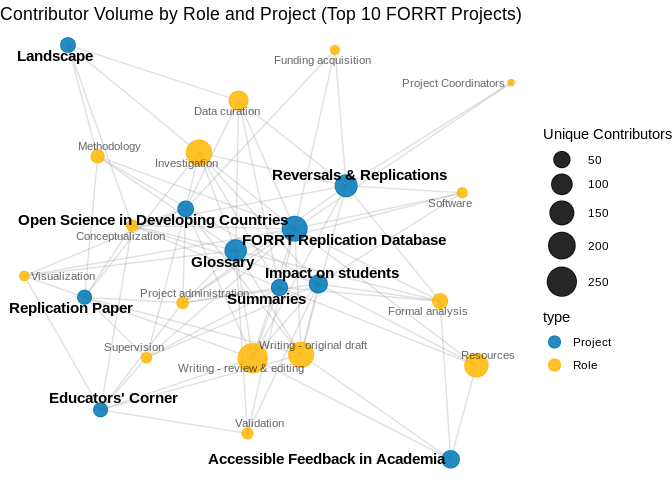 Contributor Volume by Role and Project (Top 10 FORRT Projects)
Landscape
Funding acquisition
Project Coordinators
Data curation
Methodology
Investigation
Reversals & Replications
Software
Open Science in Developing Countries
Conceptualization
FORRT Replication Database
Glossary
Impact on students
Visualization
Project administration
Summaries
Replication Paper
Formal analysis
Supervision
Writing - original draft
Resources
Writing - review & editing
Educators' Corner
Validation
Accessible Feedback in Academia
Unique Contributors
50
100
150
200
250
type
Project
Role